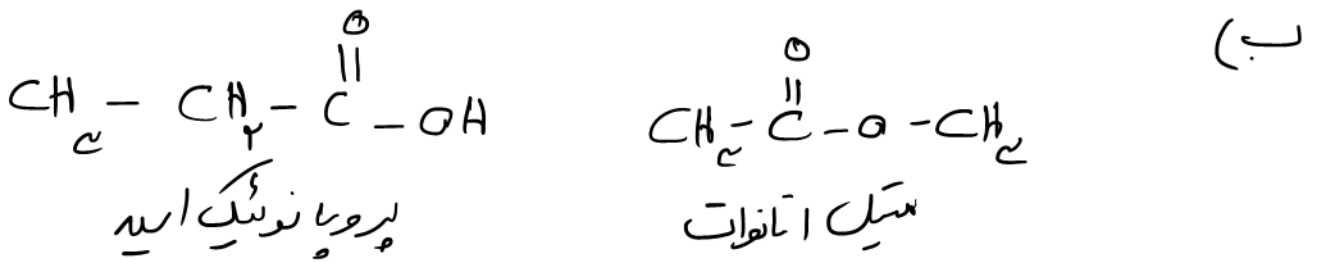 ب)
CH₃ - C(=O) - O - CH₃
متیل اتانوات
CH₃ - CH₂ - C(=O) - OH
پروپانوئیک اسید